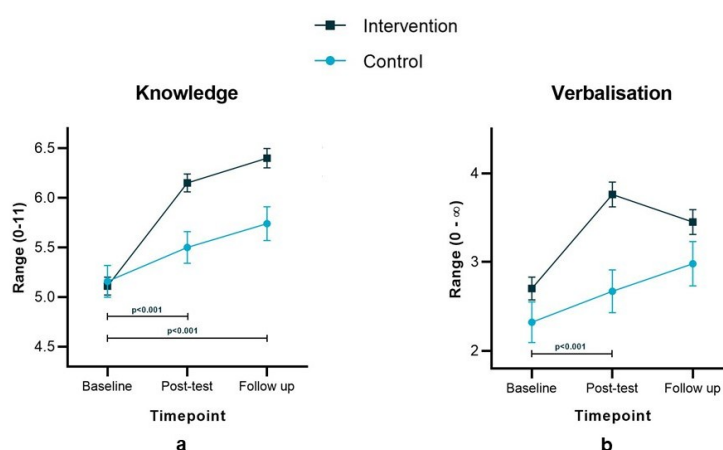 Intervention
Control
Knowledge
Range (0-11)
6.5
6.0
5.5
5.0
4.5
p<0.001
p<0.001
Baseline Post-test Follow up
Timepoint
a
Verbalisation
Range (0 - ∞)
4
3
2
p<0.001
Baseline Post-test Follow up
Timepoint
b